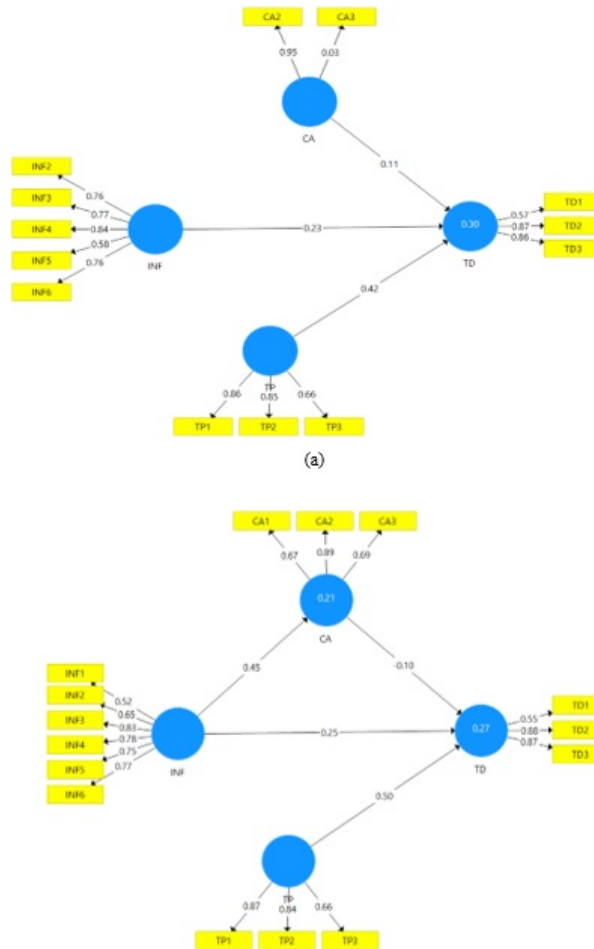 CA2 CA3
0.95 0.03
CA
INF2
INF3
INF4
INF5
INF6
0.76
0.77
0.84
0.58
0.76
INF
0.11
0.23
0.42
0.30
TD
0.57
0.87
0.86
TD1
TD2
TD3
TP
0.86 0.85 0.66
TP1 TP2 TP3
(a)
CA1 CA2 CA3
0.67 0.89 0.69
0.21
CA
INF1
INF2
INF3
INF4
INF5
INF6
0.52
0.65
0.83
0.78
0.75
0.77
INF
0.45
-0.10
0.25
0.50
0.27
TD
0.55
0.88
0.87
TD1
TD2
TD3
TP
0.87 0.84 0.66
TP1 TP2 TP3